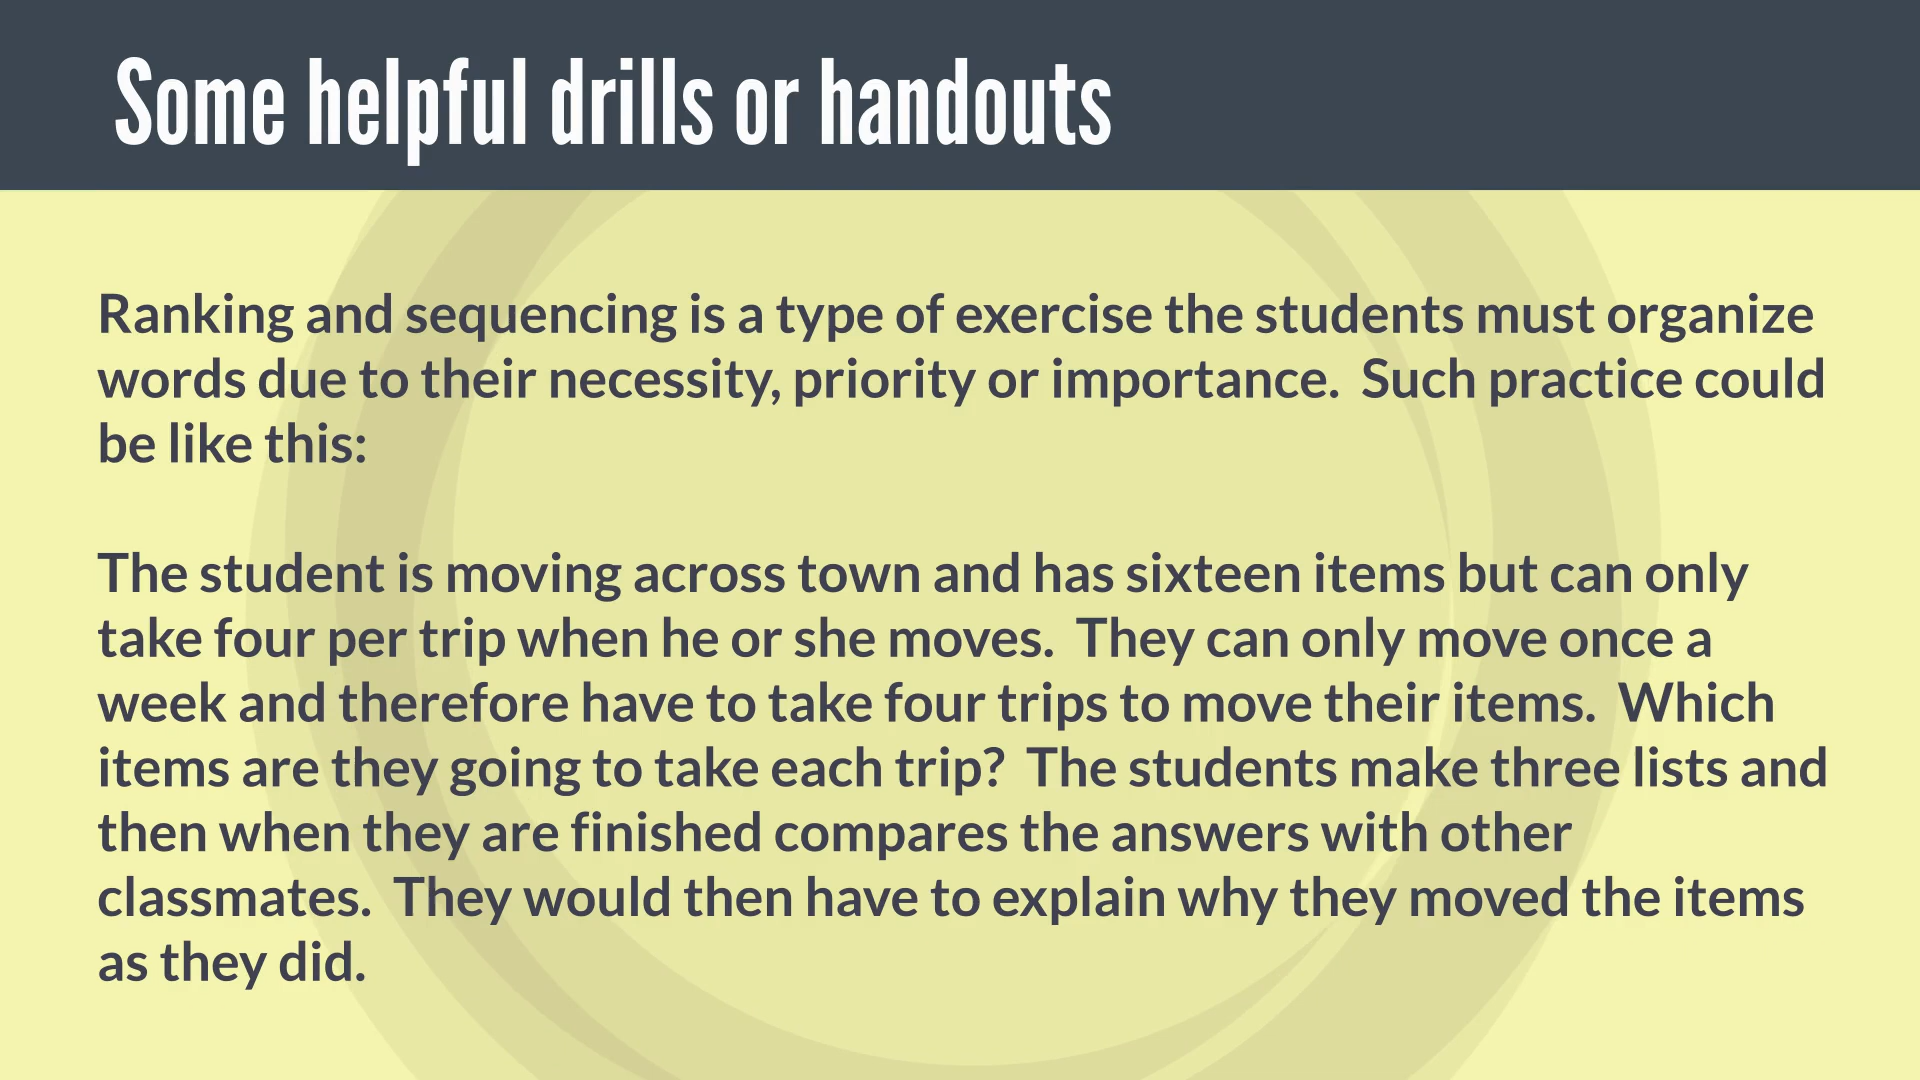 Some helpful drills or handouts
Ranking and sequencing is a type of exercise the students must organize
words due to their necessity, priority or importance.  Such practice could
be like this:
The student is moving across town and has sixteen items but can only
take four per trip when he or she moves.  They can only move once a
week and therefore have to take four trips to move their items.  Which
items are they going to take each trip?  The students make three lists and
then when they are finished compares the answers with other
classmates.  They would then have to explain why they moved the items
as they did.